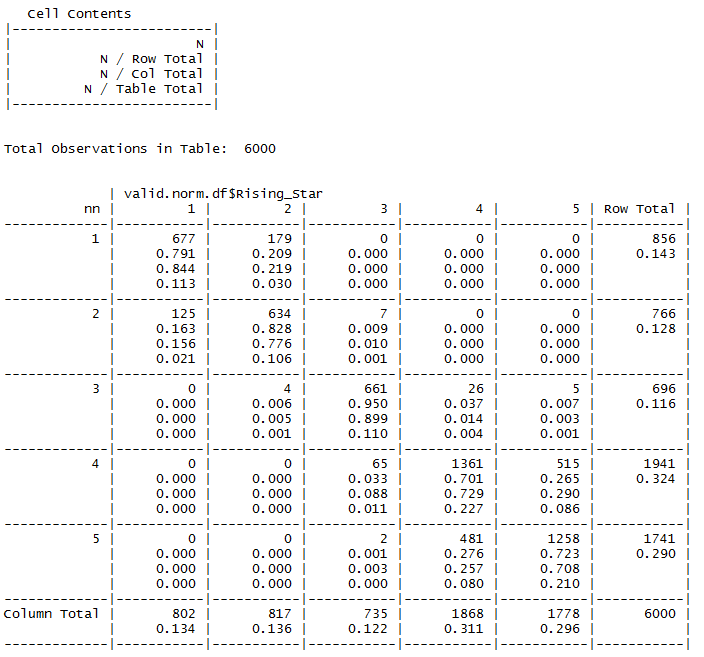 Cell Contents
|-------------------------|
|                       N |
|           N / Row Total |
|           N / Col Total |
|         N / Table Total |
|-------------------------|
Total Observations in Table:  6000
             | valid.norm.df$Rising_Star
          nn |         1 |         2 |         3 |         4 |         5 | Row Total |
-------------|-----------|-----------|-----------|-----------|-----------|-----------|
           1 |       677 |       179 |         0 |         0 |         0 |       856 |
             |     0.791 |     0.209 |     0.000 |     0.000 |     0.000 |     0.143 |
             |     0.844 |     0.219 |     0.000 |     0.000 |     0.000 |           |
             |     0.113 |     0.030 |     0.000 |     0.000 |     0.000 |           |
-------------|-----------|-----------|-----------|-----------|-----------|-----------|
           2 |       125 |       634 |         7 |         0 |         0 |       766 |
             |     0.163 |     0.828 |     0.009 |     0.000 |     0.000 |     0.128 |
             |     0.156 |     0.776 |     0.010 |     0.000 |     0.000 |           |
             |     0.021 |     0.106 |     0.001 |     0.000 |     0.000 |           |
-------------|-----------|-----------|-----------|-----------|-----------|-----------|
           3 |         0 |         4 |       661 |        26 |         5 |       696 |
             |     0.000 |     0.006 |     0.950 |     0.037 |     0.007 |     0.116 |
             |     0.000 |     0.005 |     0.899 |     0.014 |     0.003 |           |
             |     0.000 |     0.001 |     0.110 |     0.004 |     0.001 |           |
-------------|-----------|-----------|-----------|-----------|-----------|-----------|
           4 |         0 |         0 |        65 |      1361 |       515 |      1941 |
             |     0.000 |     0.000 |     0.033 |     0.701 |     0.265 |     0.324 |
             |     0.000 |     0.000 |     0.088 |     0.729 |     0.290 |           |
             |     0.000 |     0.000 |     0.011 |     0.227 |     0.086 |           |
-------------|-----------|-----------|-----------|-----------|-----------|-----------|
           5 |         0 |         0 |         2 |       481 |      1258 |      1741 |
             |     0.000 |     0.000 |     0.001 |     0.276 |     0.723 |     0.290 |
             |     0.000 |     0.000 |     0.003 |     0.257 |     0.708 |           |
             |     0.000 |     0.000 |     0.000 |     0.080 |     0.210 |           |
-------------|-----------|-----------|-----------|-----------|-----------|-----------|
Column Total |       802 |       817 |       735 |      1868 |      1778 |      6000 |
             |     0.134 |     0.136 |     0.122 |     0.311 |     0.296 |           |
-------------|-----------|-----------|-----------|-----------|-----------|-----------|